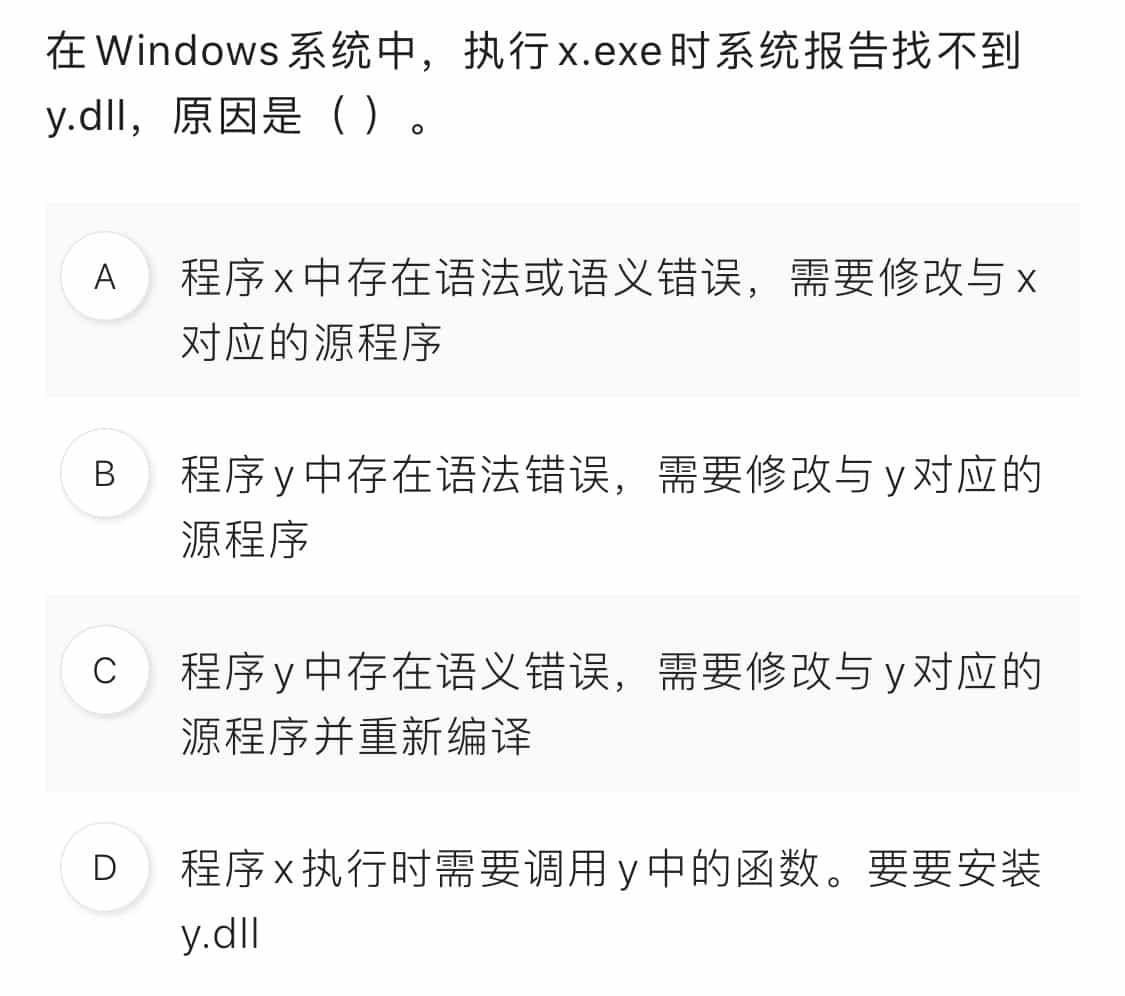 在Windows系统中，执行x.exe时系统报告找不到
y.dll，原因是（ ）。
A
程序x中存在语法或语义错误，需要修改与x
对应的源程序
B
程序y中存在语法错误，需要修改与y对应的
源程序
C
程序y中存在语义错误，需要修改与y对应的
源程序并重新编译
D
程序x执行时需要调用y中的函数。要要安装
y.dll